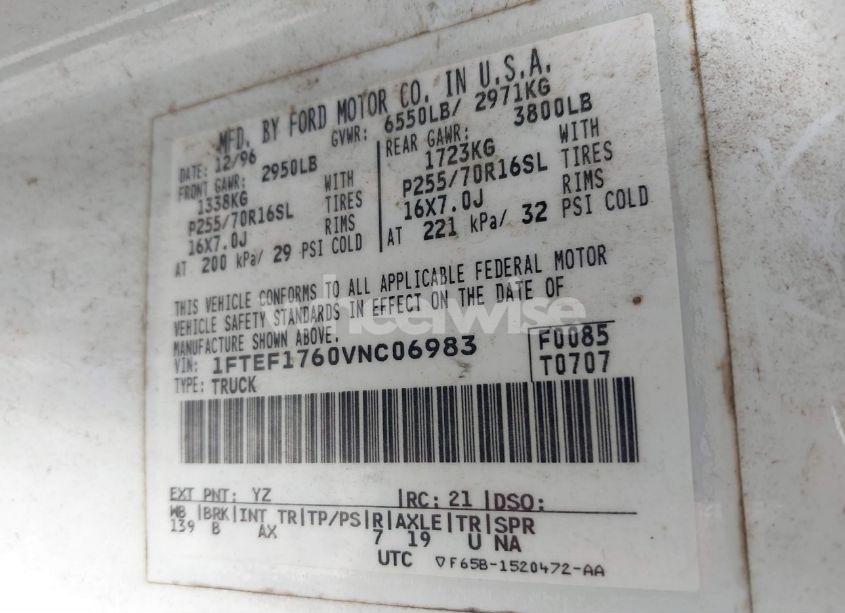 MFD. BY FORD MOTOR CO. IN U.S.A.
DATE: 12/96 GVWR: 6550LB/ 2971KG
FRONT GAWR: 2950LB
1338KG WITH
P255/70R16SL TIRES
16X7.0J RIMS
AT 200 kPa/ 29 PSI COLD
REAR GAWR: 3800LB
1723KG WITH
P255/70R16SL TIRES
16X7.0J RIMS
AT 221 kPa/ 32 PSI COLD
THIS VEHICLE CONFORMS TO ALL APPLICABLE FEDERAL MOTOR
VEHICLE SAFETY STANDARDS IN EFFECT ON THE DATE OF
MANUFACTURE SHOWN ABOVE.
VIN: 1FTEF1760VNC06983
TYPE: TRUCK
F0085
T0707
EXT PNT: YZ |RC: 21 |DSO:
WB |BRK|INT TR|TP/PS|R|AXLE|TR|SPR
139 B AX 7 19 U NA
UTC ▽F65B-1520472-AA
heelwise